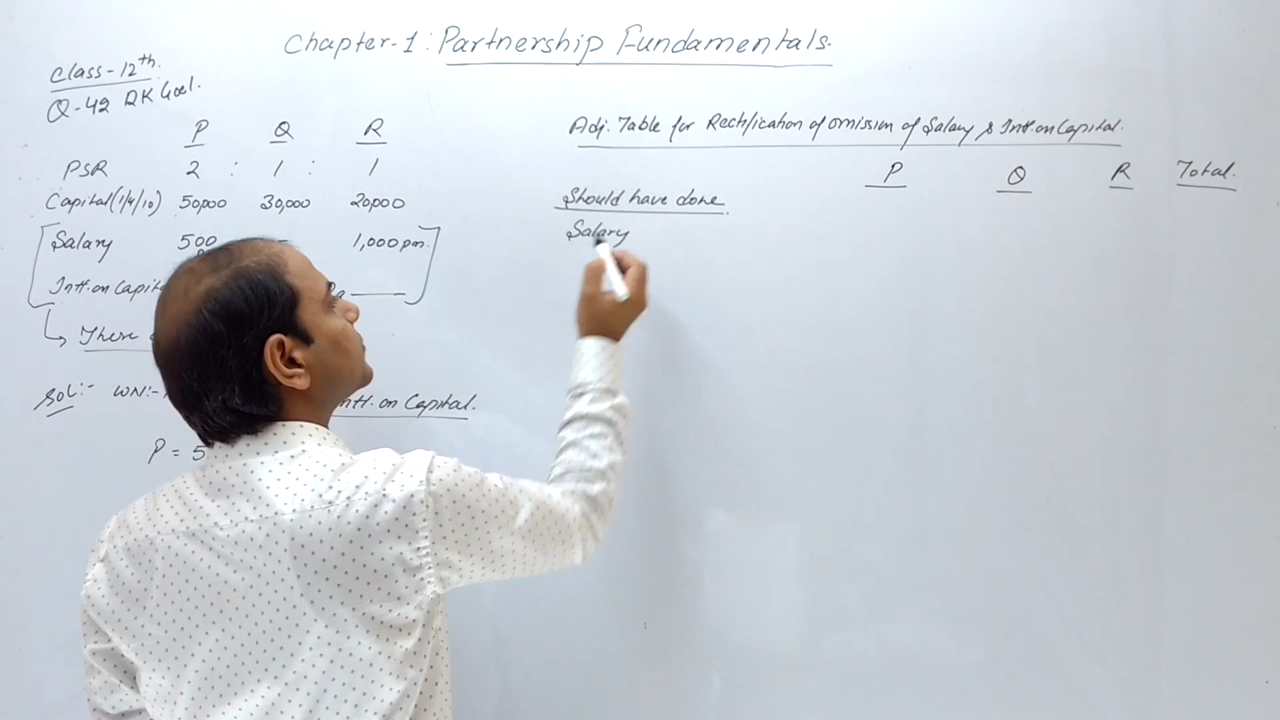 Chapter-1: Partnership Fundamentals.
Class-12th.
Q-42 DK Goel.
P Q R
PSR 2 : 1 : 1
Capital (1/4/10) 50,000 30,000 20,000
Salary 500 - 1,000 pm.
Intt. on Capit
There
Sol:- WN:-
Intt. on Capital.
P = 5
Adj. Table for Rectification of omission of Salary & Intt. on Capital.
P Q R Total.
Should have done
Salary